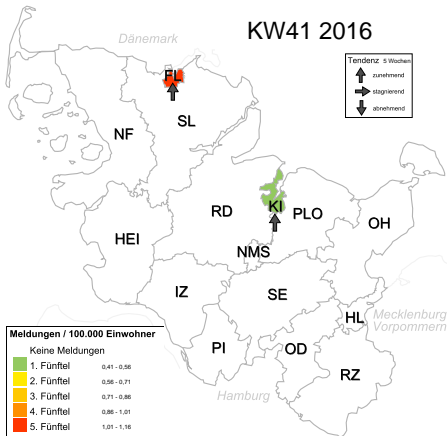 KW41 2016
Dänemark
Tendenz 5 Wochen
zunehmend
stagnierend
abnehmend
FL
NF
SL
RD
KI
PLO
OH
HEI
NMS
IZ
SE
HL
Mecklenburg
Vorpommern
PI
OD
RZ
Hamburg
Meldungen / 100.000 Einwohner
Keine Meldungen
1. Fünftel 0,41 - 0,56
2. Fünftel 0,56 - 0,71
3. Fünftel 0,71 - 0,86
4. Fünftel 0,86 - 1,01
5. Fünftel 1,01 - 1,16